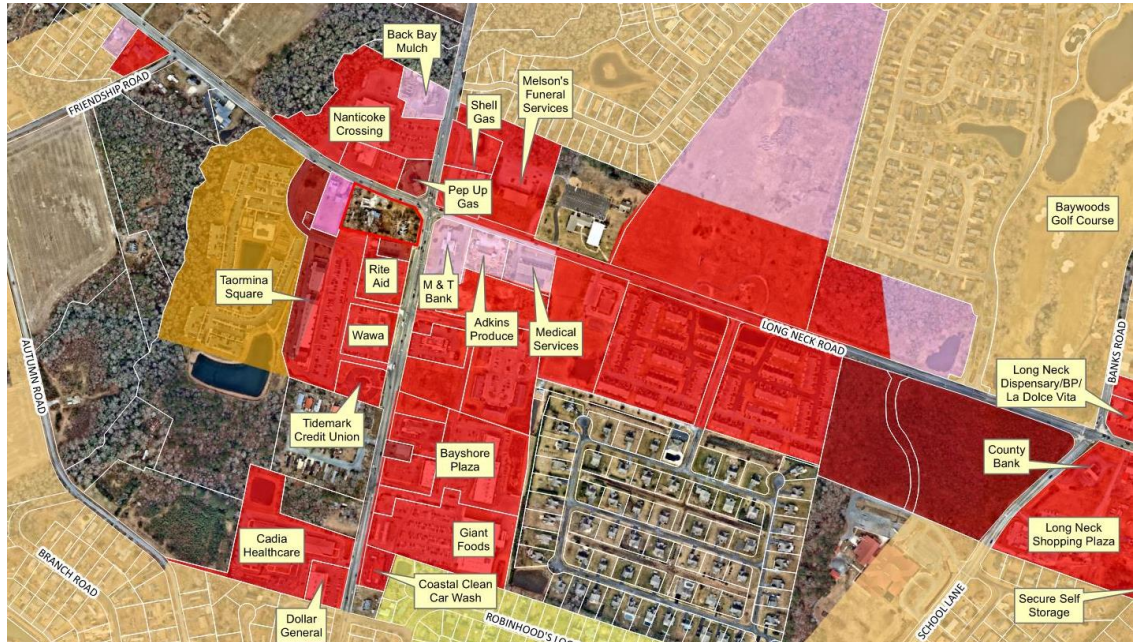 Back Bay
Mulch
FRIENDSHIP ROAD
Nanticoke
Crossing
Shell
Gas
Melson's
Funeral
Services
Pep Up
Gas
Baywoods
Golf Course
Taormina
Square
Rite
Aid
M & T
Bank
Wawa
Adkins
Produce
Medical
Services
LONG NECK ROAD
AUTUMN ROAD
BANKS ROAD
Long Neck
Dispensary/BP/
La Dolce Vita
Tidemark
Credit Union
Bayshore
Plaza
County
Bank
Cadia
Healthcare
Giant
Foods
Long Neck
Shopping Plaza
BRANCH ROAD
Coastal Clean
Car Wash
Dollar
General
SCHOOL LANE
Secure Self
Storage
ROBINHOOD'S LOO